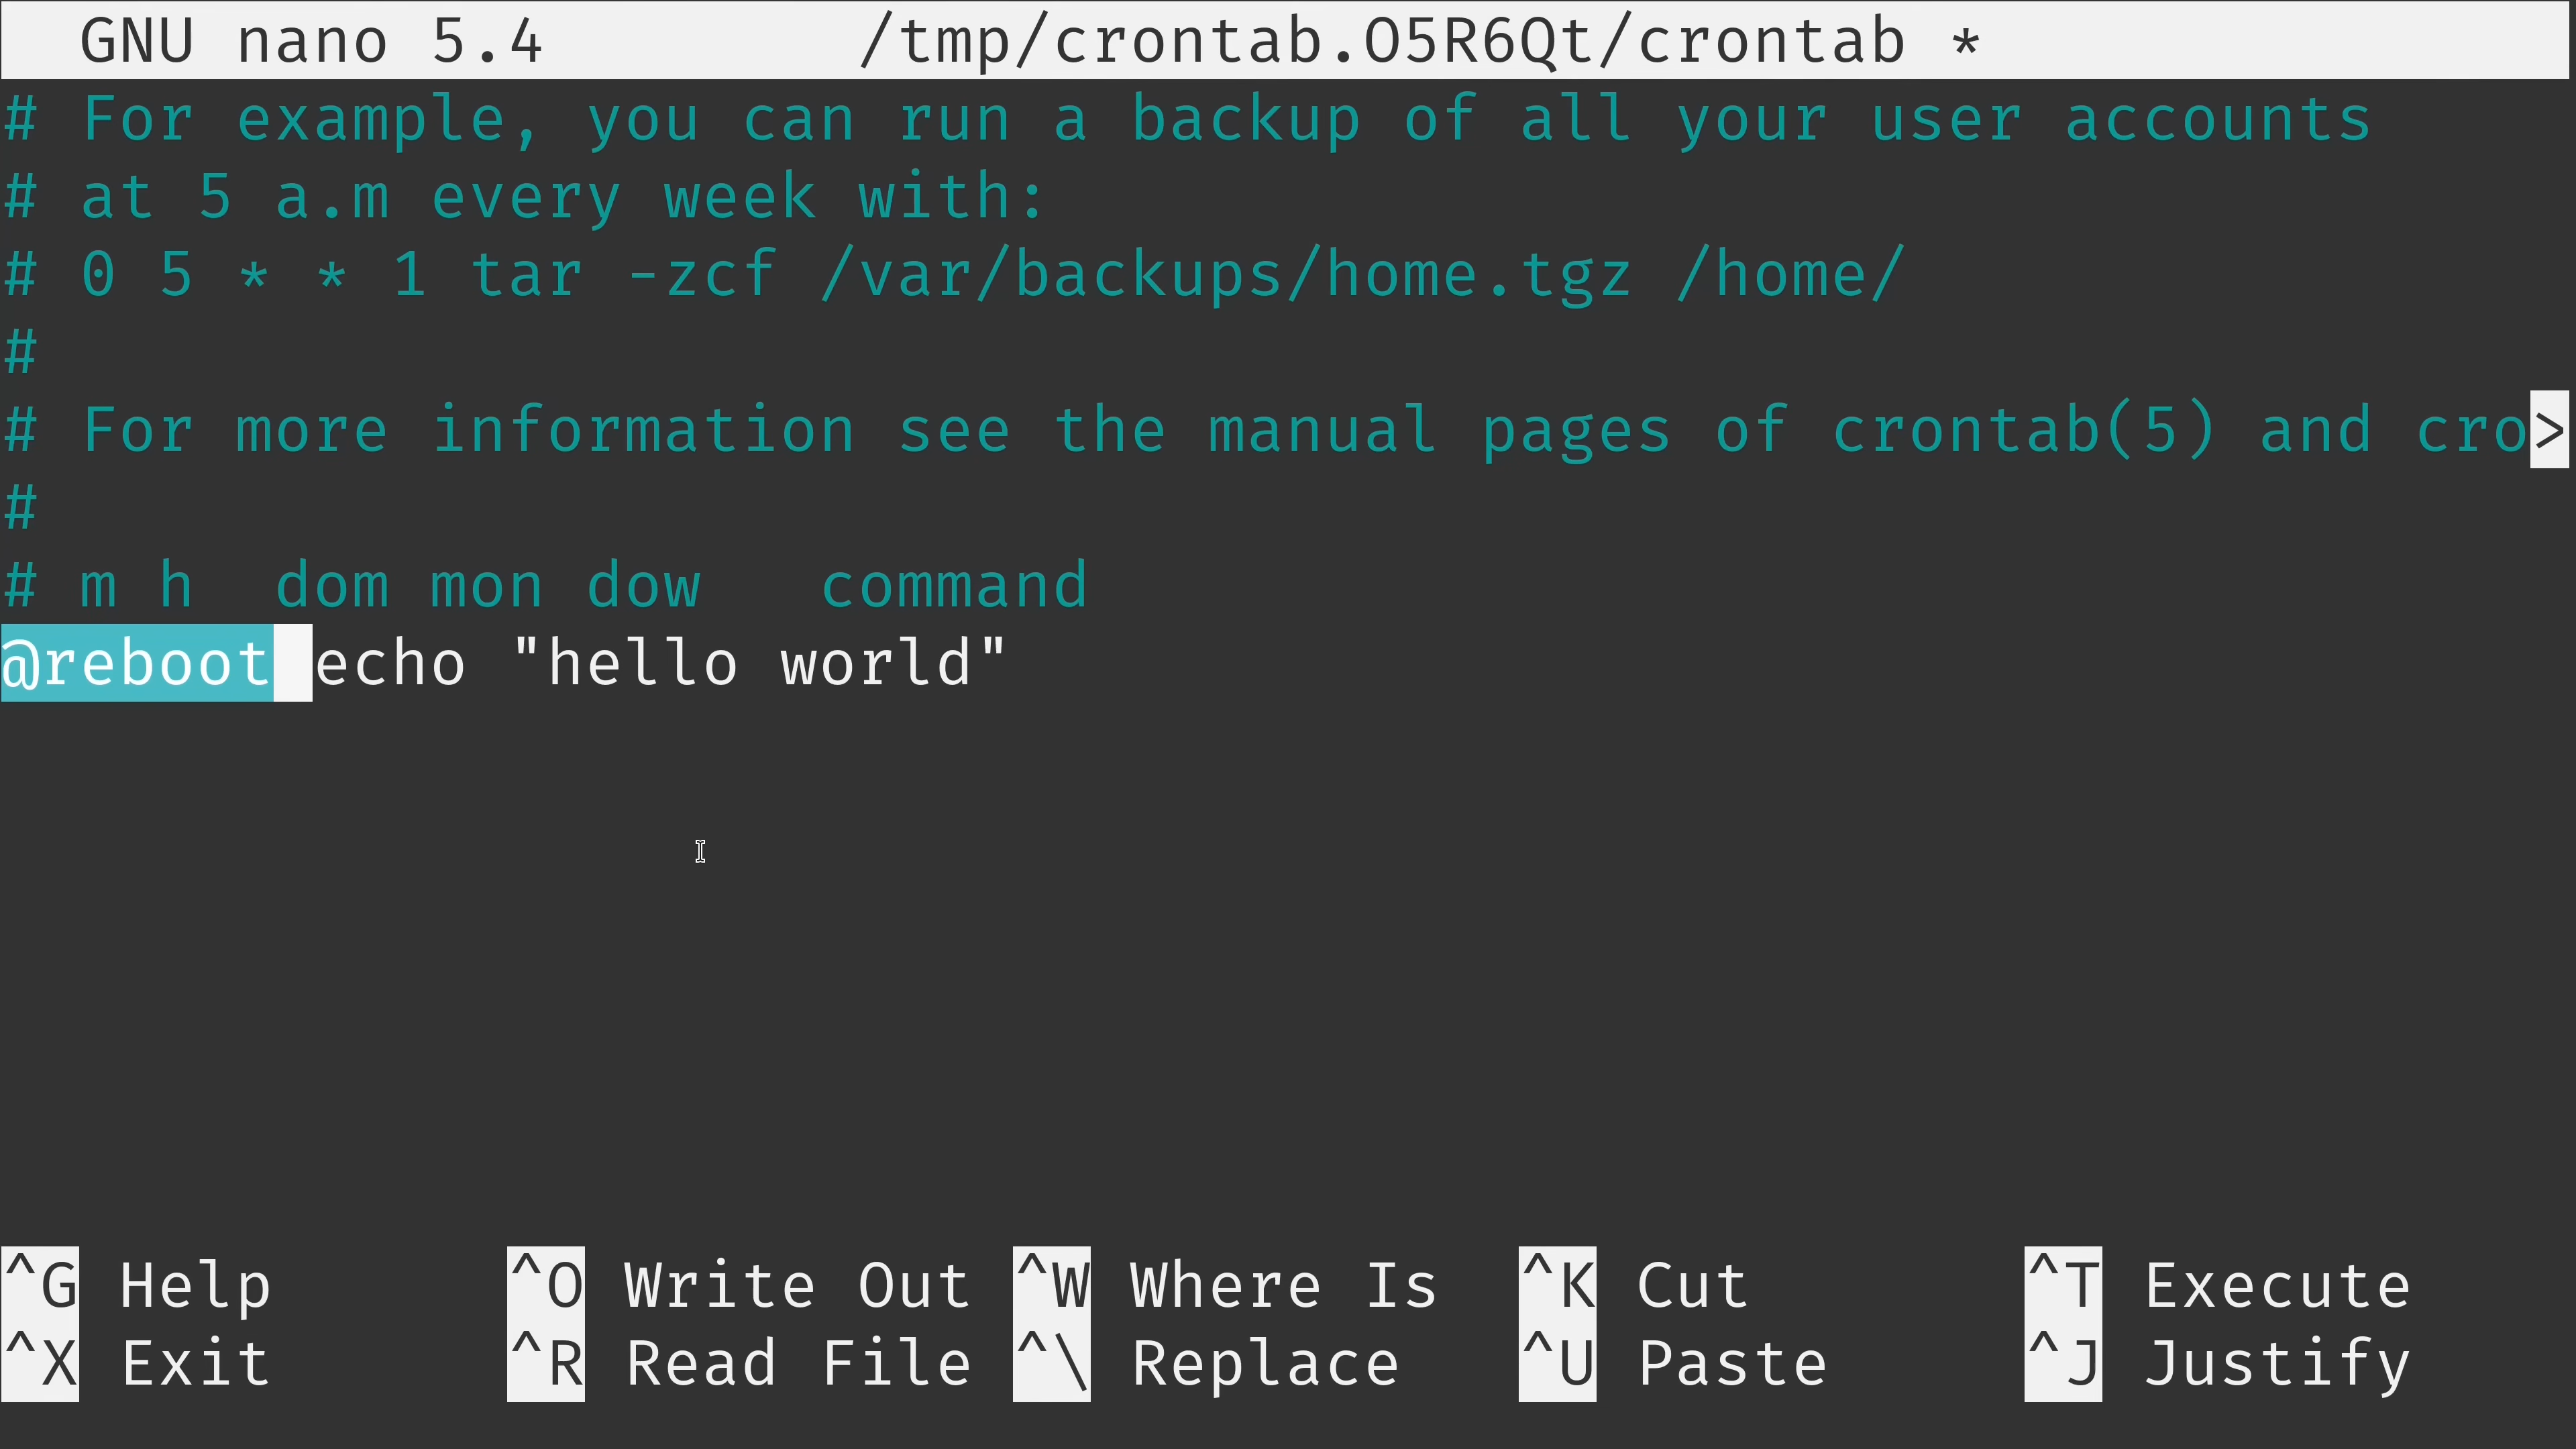 GNU nano 5.4 /tmp/crontab.O5R6Qt/crontab *
# For example, you can run a backup of all your user accounts
# at 5 a.m every week with:
# 0 5 * * 1 tar -zcf /var/backups/home.tgz /home/
#
# For more information see the manual pages of crontab(5) and cro>
#
# m h  dom mon dow   command
@reboot echo "hello world"
^G Help ^O Write Out ^W Where Is ^K Cut ^T Execute
^X Exit ^R Read File ^\ Replace ^U Paste ^J Justify